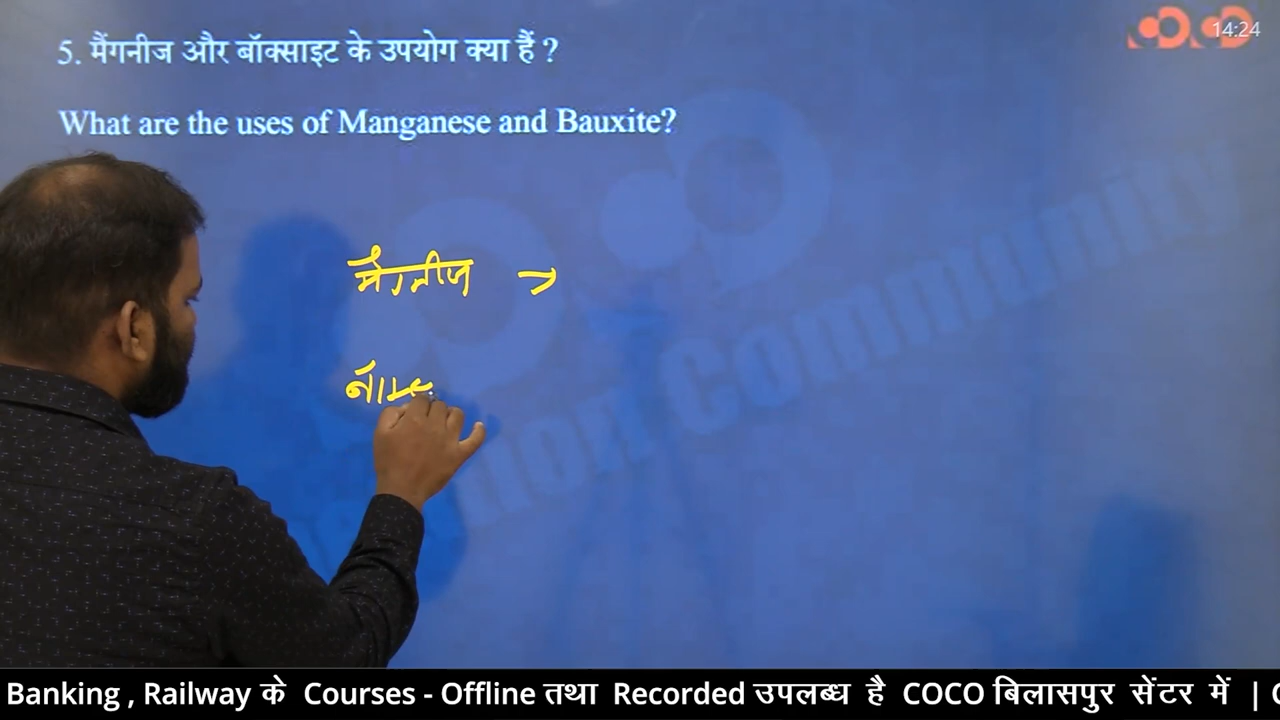 14:24
5. मैंगनीज और बॉक्साइट के उपयोग क्या हैं ?
What are the uses of Manganese and Bauxite?
मैंगनीज →
Community
Banking , Railway के Courses - Offline तथा Recorded उपलब्ध है COCO बिलासपुर सेंटर में |